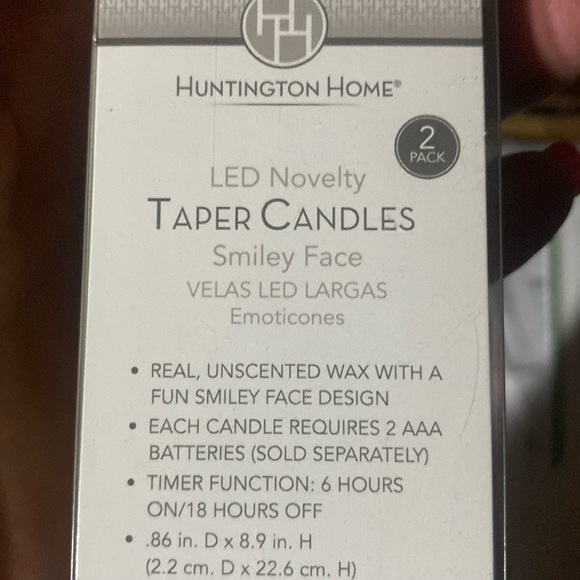 HUNTINGTON HOME®
2
PACK
LED Novelty
TAPER CANDLES
Smiley Face
VELAS LED LARGAS
Emoticones
• REAL, UNSCENTED WAX WITH A
FUN SMILEY FACE DESIGN
• EACH CANDLE REQUIRES 2 AAA
BATTERIES (SOLD SEPARATELY)
• TIMER FUNCTION: 6 HOURS
ON/18 HOURS OFF
• .86 in. D x 8.9 in. H
(2.2 cm. D x 22.6 cm. H)